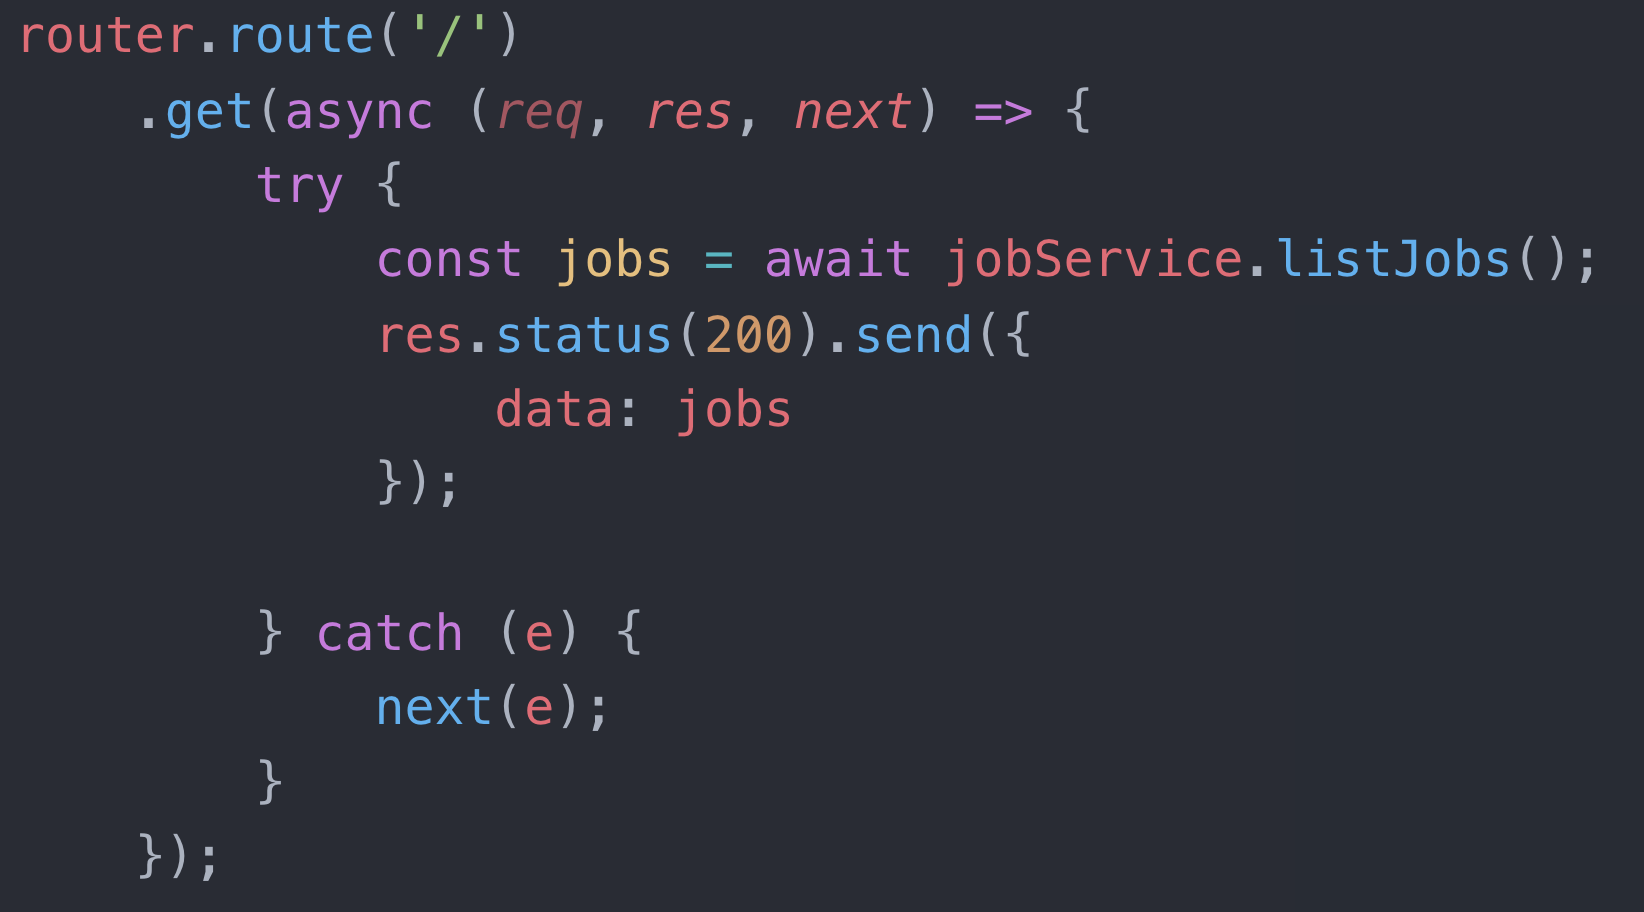 router.route('/')
    .get(async (req, res, next) => {
        try {
            const jobs = await jobService.listJobs();
            res.status(200).send({
                data: jobs
            });

        } catch (e) {
            next(e);
        }
    });